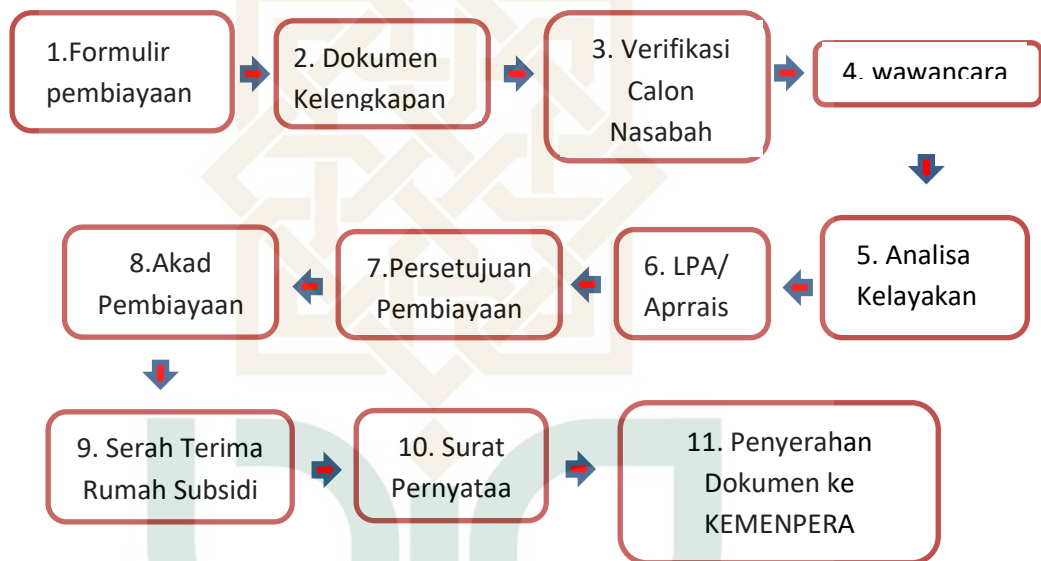 1.Formulir
pembiayaan
2. Dokumen
Kelengkapan
3. Verifikasi
Calon
Nasabah
4. wawancara
5. Analisa
Kelayakan
6. LPA/
Aprrais
7.Persetujuan
Pembiayaan
8.Akad
Pembiayaan
9. Serah Terima
Rumah Subsidi
10. Surat
Pernyataa
11. Penyerahan
Dokumen ke
KEMENPERA